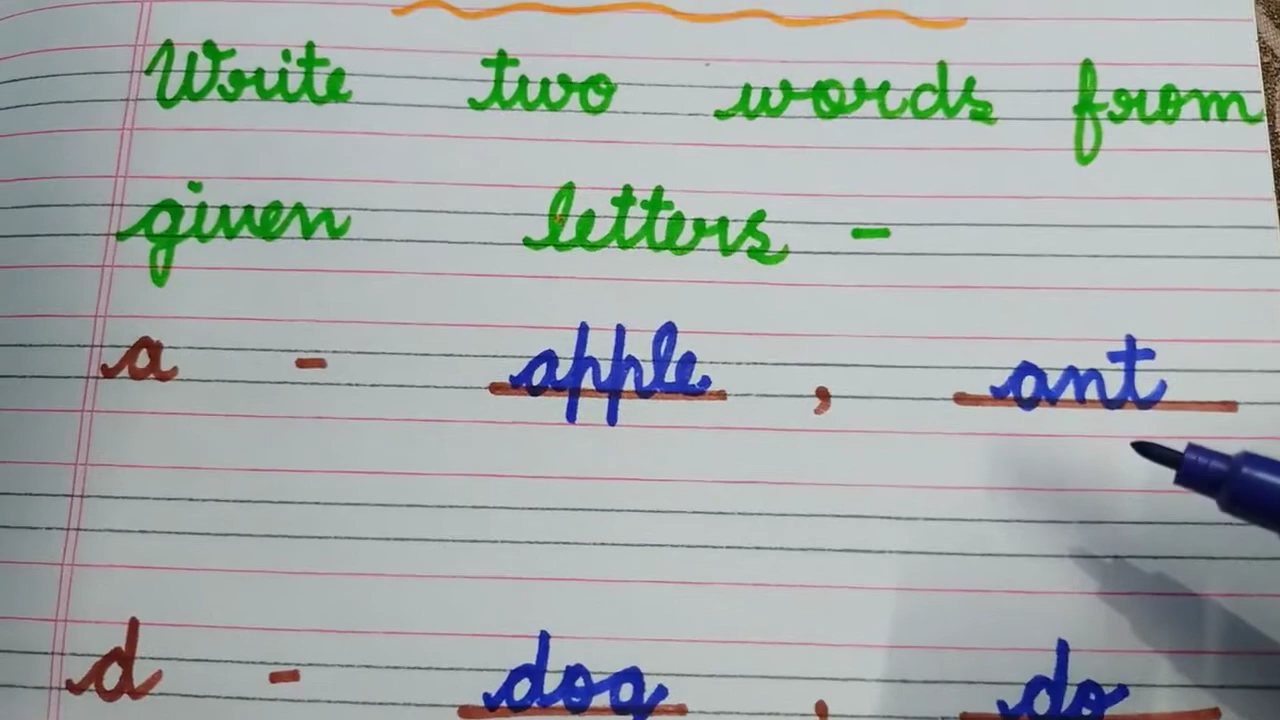 Write two words from
given letters -
a - apple , ant
d - dog , do